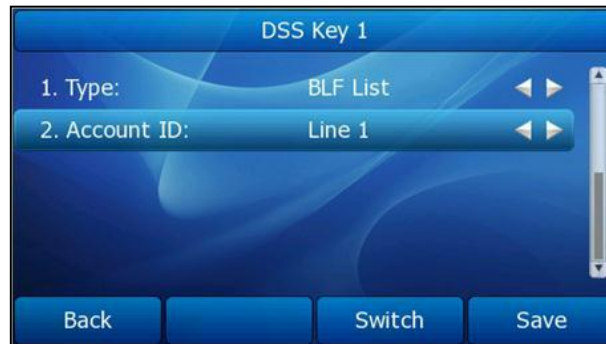 DSS Key 1
1. Type: BLF List
2. Account ID: Line 1
Back Switch Save